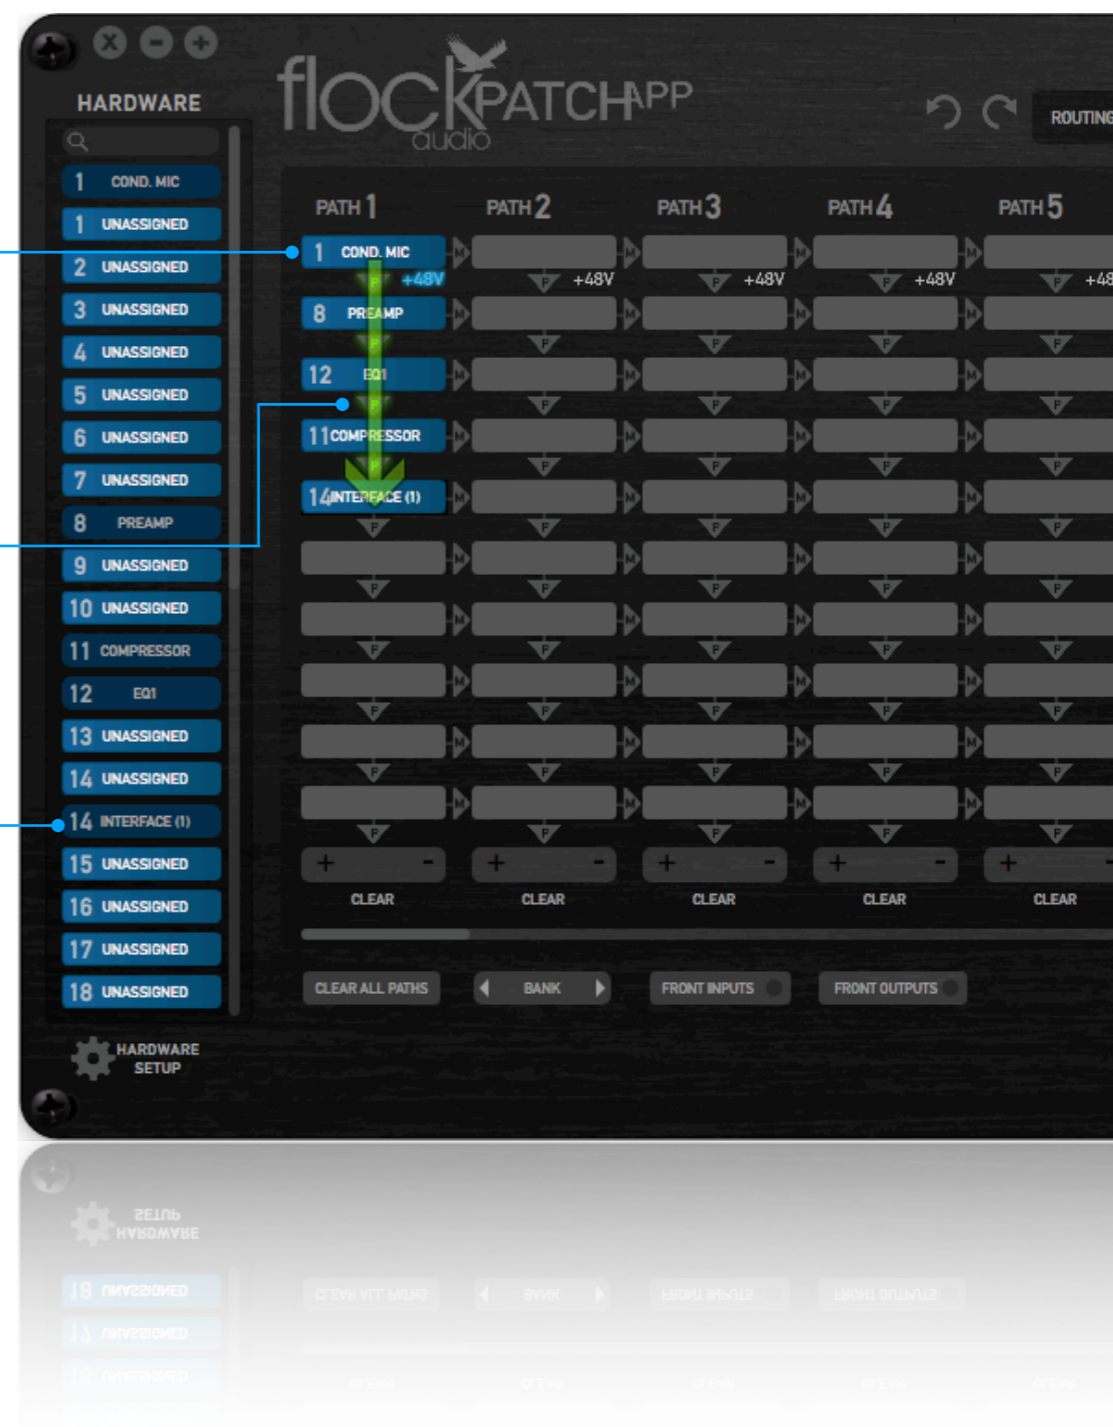 flock PATCH APP
audio
HARDWARE
ROUTING
1 COND. MIC
1 UNASSIGNED
2 UNASSIGNED
3 UNASSIGNED
4 UNASSIGNED
5 UNASSIGNED
6 UNASSIGNED
7 UNASSIGNED
8 PREAMP
9 UNASSIGNED
10 UNASSIGNED
11 COMPRESSOR
12 EQ1
13 UNASSIGNED
14 UNASSIGNED
14 INTERFACE (1)
15 UNASSIGNED
16 UNASSIGNED
17 UNASSIGNED
18 UNASSIGNED
HARDWARE
SETUP
PATH 1 PATH 2 PATH 3 PATH 4 PATH 5
1 COND. MIC M M M M
P +48V P +48V P +48V P +48V P +48
8 PREAMP M M M M
P P P P P
12 EQ1 M M M M
P P P P P
11 COMPRESSOR M M M M
P P P P P
14 INTERFACE (1) M M M M
P P P P P
M M M M
P P P P P
M M M M
P P P P P
M M M M
P P P P P
M M M M
P P P P P
M M M M
P P P P P
+ - + - + - + - + -
CLEAR CLEAR CLEAR CLEAR CLEAR
CLEAR ALL PATHS BANK FRONT INPUTS FRONT OUTPUTS